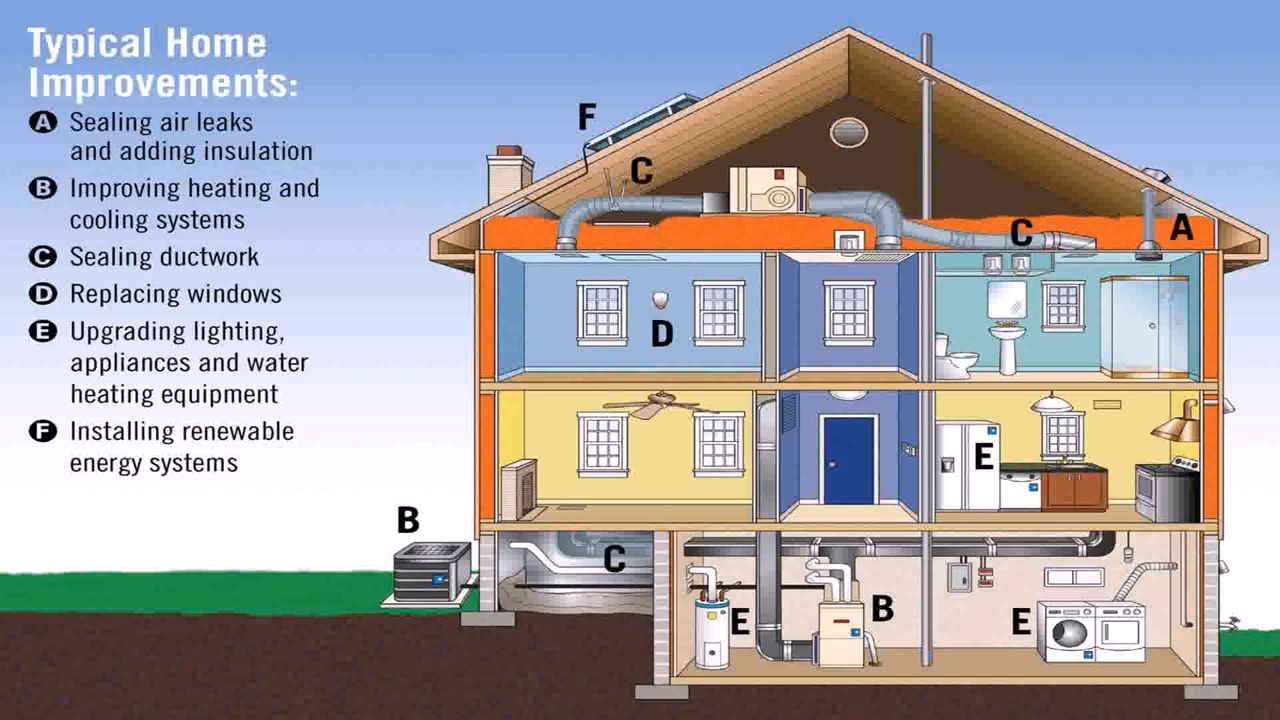 Typical Home
Improvements:
A Sealing air leaks
and adding insulation
B Improving heating and
cooling systems
C Sealing ductwork
D Replacing windows
E Upgrading lighting,
appliances and water
heating equipment
F Installing renewable
energy systems
F
C
C
A
D
E
B
C
E
B
E